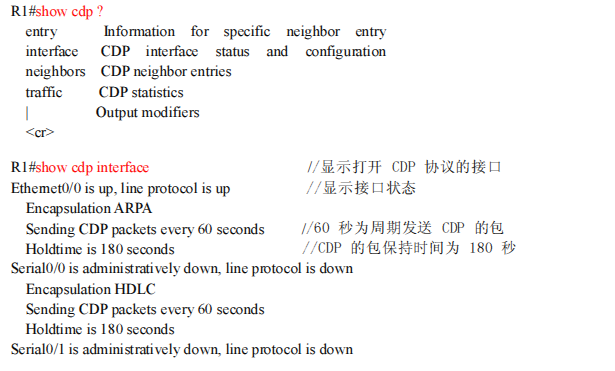 R1#show cdp ?
entry Information for specific neighbor entry
interface CDP interface status and configuration
neighbors CDP neighbor entries
traffic CDP statistics
| Output modifiers
<cr>
R1#show cdp interface //显示打开 CDP 协议的接口
Ethernet0/0 is up, line protocol is up //显示接口状态
Encapsulation ARPA
Sending CDP packets every 60 seconds //60 秒为周期发送 CDP 的包
Holdtime is 180 seconds //CDP 的包保持时间为 180 秒
Serial0/0 is administratively down, line protocol is down
Encapsulation HDLC
Sending CDP packets every 60 seconds
Holdtime is 180 seconds
Serial0/1 is administratively down, line protocol is down